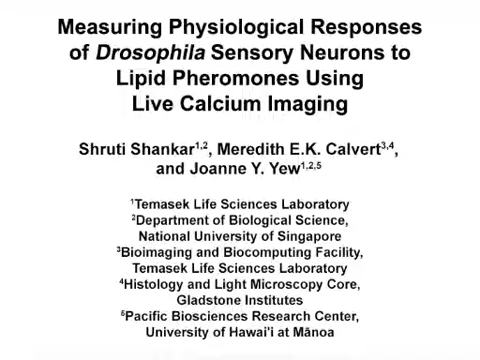 Measuring Physiological Responses
of Drosophila Sensory Neurons to
Lipid Pheromones Using
Live Calcium Imaging
Shruti Shankar1,2, Meredith E.K. Calvert3,4,
and Joanne Y. Yew1,2,5
1Temasek Life Sciences Laboratory
2Department of Biological Science,
National University of Singapore
3Bioimaging and Biocomputing Facility,
Temasek Life Sciences Laboratory
4Histology and Light Microscopy Core,
Gladstone Institutes
5Pacific Biosciences Research Center,
University of Hawai'i at Mānoa